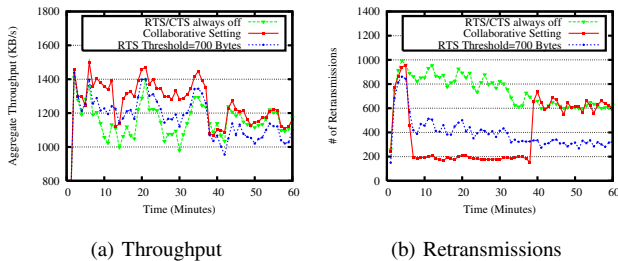 RTS/CTS always off
Collaborative Setting
RTS Threshold=700 Bytes
Aggregate Throughput (KB/s)
1800
1600
1400
1200
1000
800
0
10
20
30
40
50
60
Time (Minutes)
(a) Throughput
RTS/CTS always off
Collaborative Setting
RTS Threshold=700 Bytes
# of Retransmissions
1400
1200
1000
800
600
400
200
0
0
10
20
30
40
50
60
Time (Minutes)
(b) Retransmissions